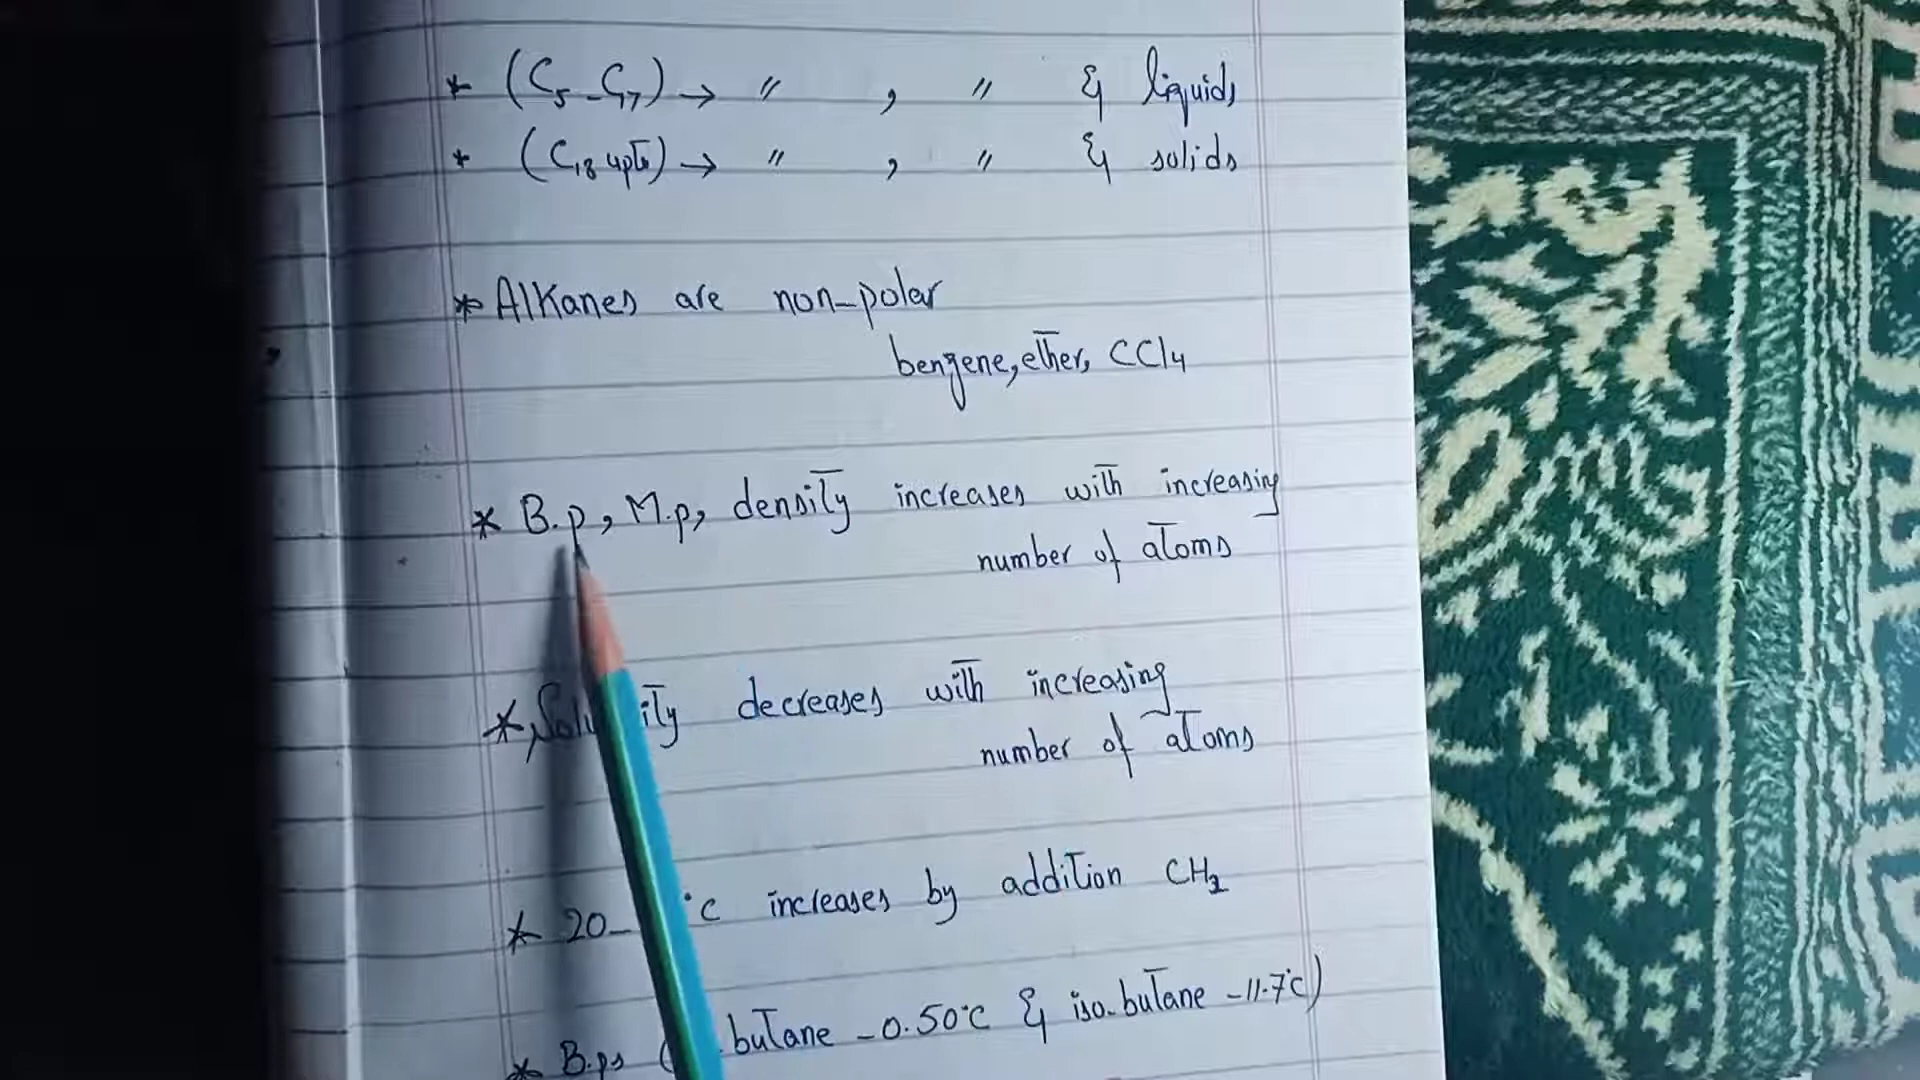 * (C5-C17) → " , " & liquids
* (C18 upto) → " , " & solids
* Alkanes are non-polar
benzene, ether, CCl4
* B.p, M.p, density increases with increasing
number of atoms
* decreases with increasing
number of atoms
* 20- °C increases by addition CH2
* B.ps ( butane -0.50°C & iso-butane -11.7°C)